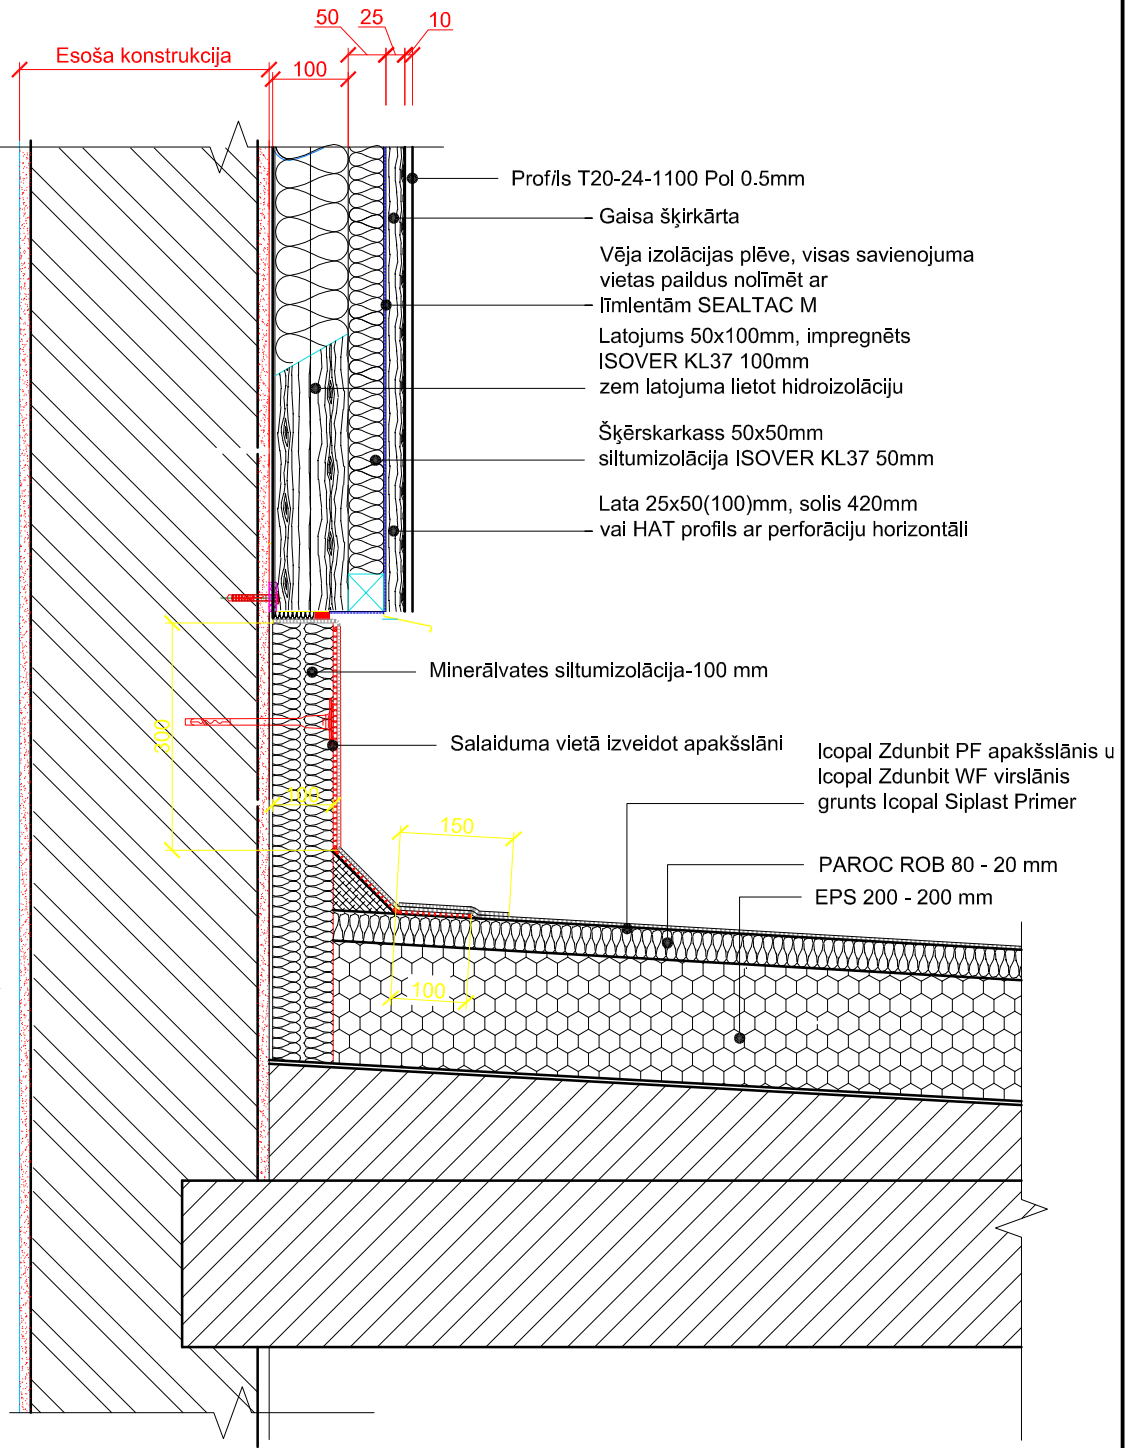 50 25 10
Esoša konstrukcija
100
Profils T20-24-1100 Pol 0.5mm
Gaisa šķirkārta
Vēja izolācijas plēve, visas savienojuma
vietas paildus nolīmēt ar
līmlentām SEALTAC M
Latojums 50x100mm, impregnēts
ISOVER KL37 100mm
zem latojuma lietot hidroizolāciju
Šķērskarkass 50x50mm
siltumizolācija ISOVER KL37 50mm
Lata 25x50(100)mm, solis 420mm
vai HAT profils ar perforāciju horizontāli
Minerālvates siltumizolācija-100 mm
300
Salaiduma vietā izveidot apakšslāni
Icopal Zdunbit PF apakšslānis u
Icopal Zdunbit WF virslānis
grunts Icopal Siplast Primer
100
150
PAROC ROB 80 - 20 mm
EPS 200 - 200 mm
100